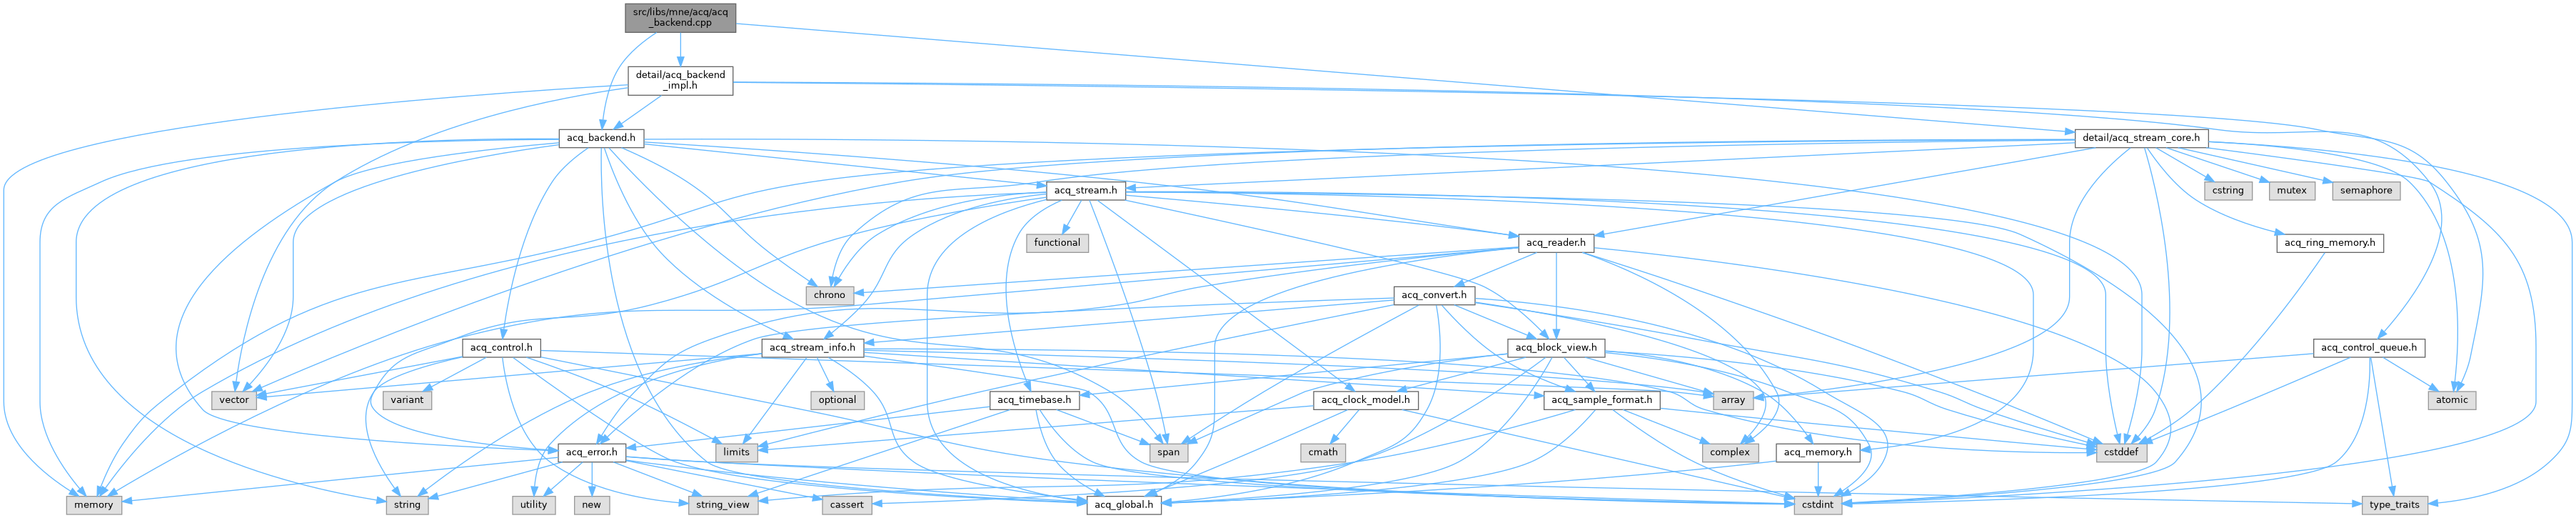 src/libs/mne/acq/acq
_backend.cpp
detail/acq_backend
_impl.h
acq_backend.h
detail/acq_stream_core.h
acq_stream.h
cstring
mutex
semaphore
functional
acq_reader.h
acq_ring_memory.h
chrono
acq_convert.h
acq_control.h
acq_stream_info.h
acq_block_view.h
acq_control_queue.h
vector
variant
optional
acq_timebase.h
acq_clock_model.h
acq_sample_format.h
array
atomic
acq_error.h
limits
span
cmath
complex
acq_memory.h
cstddef
memory
string
utility
new
string_view
cassert
acq_global.h
cstdint
type_traits